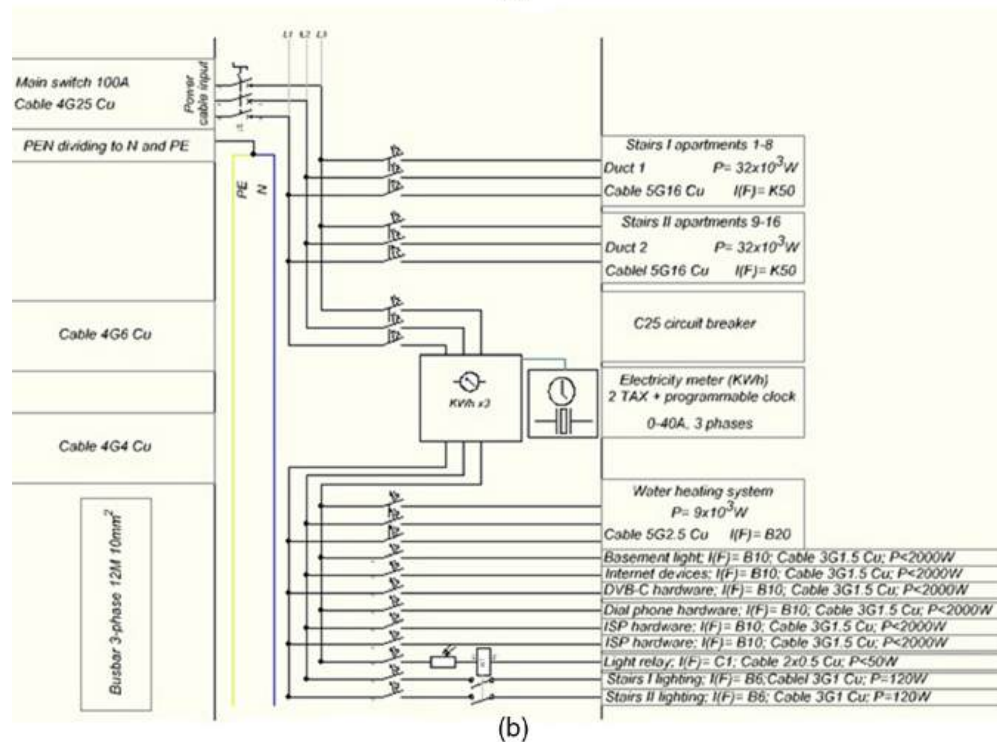 L1 L2 L3
Main switch 100A
Cable 4G25 Cu
Power
cable input
PEN dividing to N and PE
PE
N
Stairs I apartments 1-8
Duct 1 P= 32x10³W
Cable 5G16 Cu I(F)= K50
Stairs II apartments 9-16
Duct 2 P= 32x10³W
Cablel 5G16 Cu I(F)= K50
Cable 4G6 Cu
C25 circuit breaker
KWh x3
Electricity meter (KWh)
2 TAX + programmable clock
0-40A, 3 phases
Cable 4G4 Cu
Busbar 3-phase 12M 10mm²
Water heating system
P= 9x10³W
Cable 5G2.5 Cu I(F)= B20
Basement light; I(F)= B10; Cable 3G1.5 Cu; P<2000W
Internet devices; I(F)= B10; Cable 3G1.5 Cu; P<2000W
DVB-C hardware; I(F)= B10; Cable 3G1.5 Cu; P<2000W
Dial phone hardware; I(F)= B10; Cable 3G1.5 Cu; P<2000W
ISP hardware; I(F)= B10; Cable 3G1.5 Cu; P<2000W
ISP hardware; I(F)= B10; Cable 3G1.5 Cu; P<2000W
Light relay; I(F)= C1; Cable 2x0.5 Cu; P<50W
Stairs I lighting; I(F)= B6;Cablel 3G1 Cu; P=120W
Stairs II lighting; I(F)= B6; Cable 3G1 Cu; P=120W
(b)